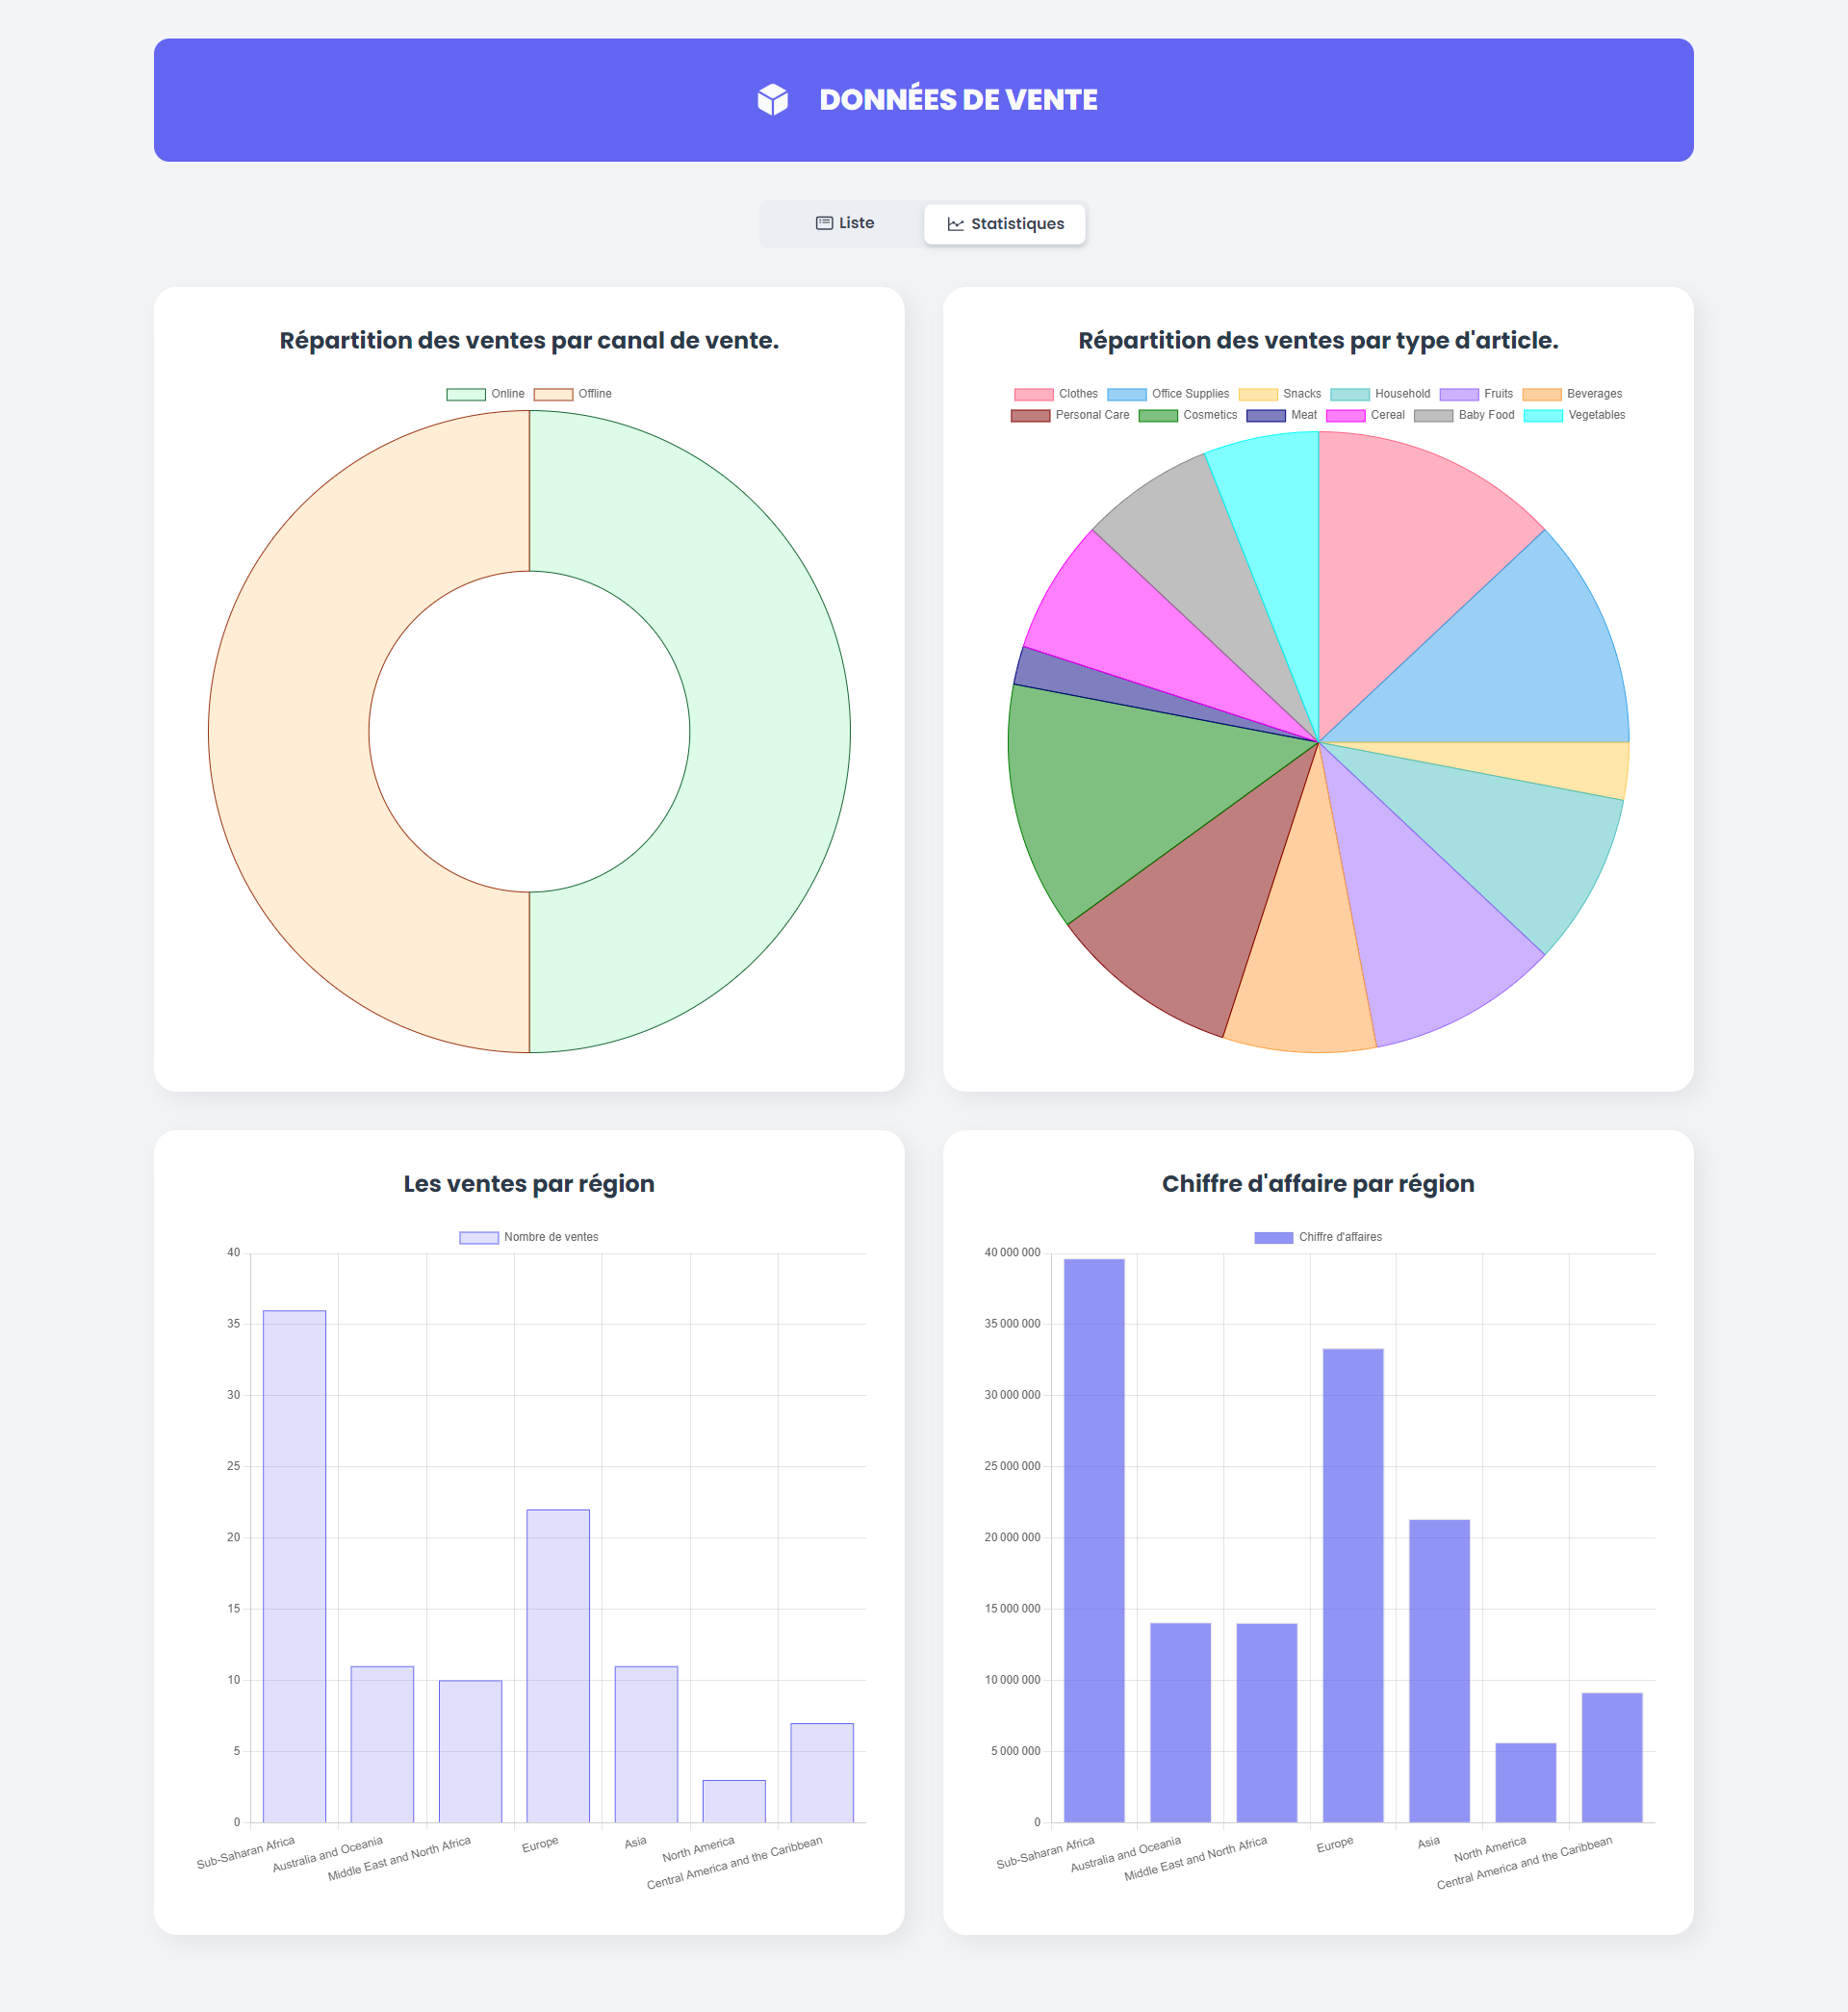 DONNÉES DE VENTE
Liste
Statistiques
Répartition des ventes par canal de vente.
Online Offline
Répartition des ventes par type d'article.
Clothes Office Supplies Snacks Household Fruits Beverages
Personal Care Cosmetics Meat Cereal Baby Food Vegetables
Les ventes par région
Nombre de ventes
40
35
30
25
20
15
10
5
0
Sub-Saharan Africa
Australia and Oceania
Middle East and North Africa
Europe
Asia
North America
Central America and the Caribbean
Chiffre d'affaire par région
Chiffre d'affaires
40 000 000
35 000 000
30 000 000
25 000 000
20 000 000
15 000 000
10 000 000
5 000 000
0
Sub-Saharan Africa
Australia and Oceania
Middle East and North Africa
Europe
Asia
North America
Central America and the Caribbean